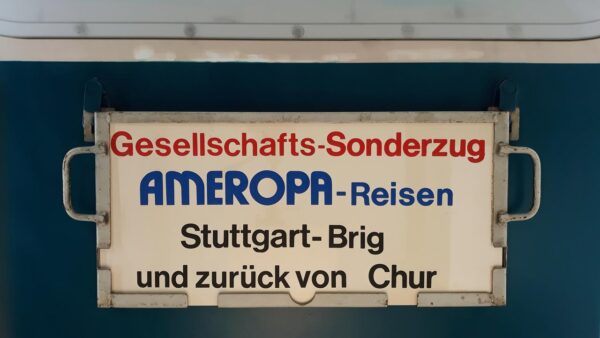 Gesellschafts-Sonderzug
AMEROPA-Reisen
Stuttgart-Brig
und zurück von Chur